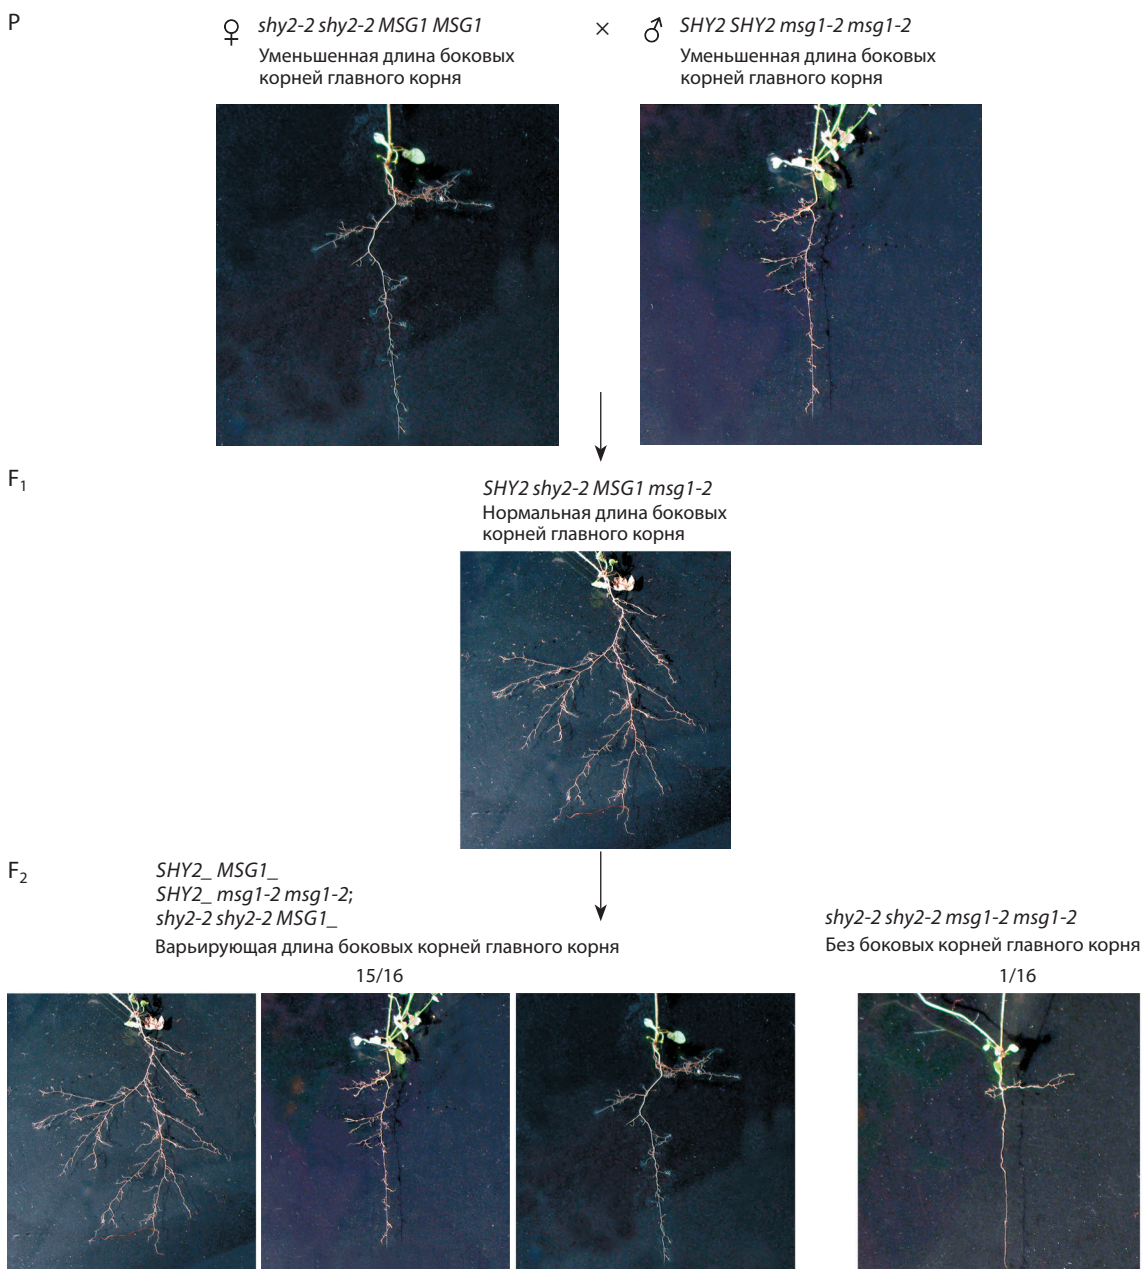 P
♀ shy2-2 shy2-2 MSG1 MSG1 × ♂ SHY2 SHY2 msg1-2 msg1-2
Уменьшенная длина боковых
корней главного корня
Уменьшенная длина боковых
корней главного корня
F₁
SHY2 shy2-2 MSG1 msg1-2
Нормальная длина боковых
корней главного корня
F₂
SHY2_ MSG1_
SHY2_ msg1-2 msg1-2;
shy2-2 shy2-2 MSG1_
Варьирующая длина боковых корней главного корня
15/16
shy2-2 shy2-2 msg1-2 msg1-2
Без боковых корней главного корня
1/16